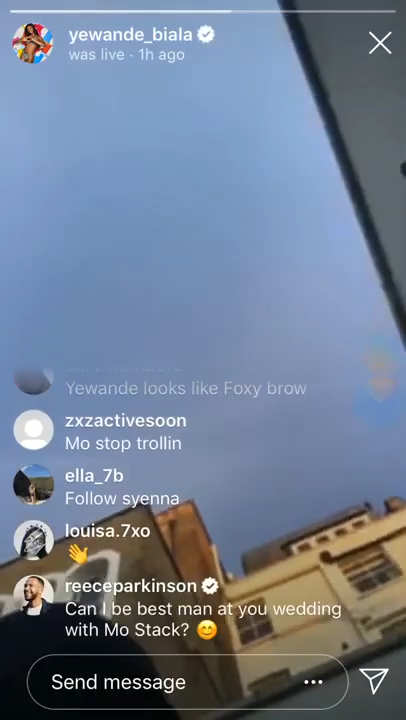 yewande_biala
was live · 1h ago
Yewande looks like Foxy brow
zxzactivesoon
Mo stop trollin
ella_7b
Follow syenna
louisa.7xo
👋
reeceparkinson
Can I be best man at you wedding
with Mo Stack? 😊
Send message